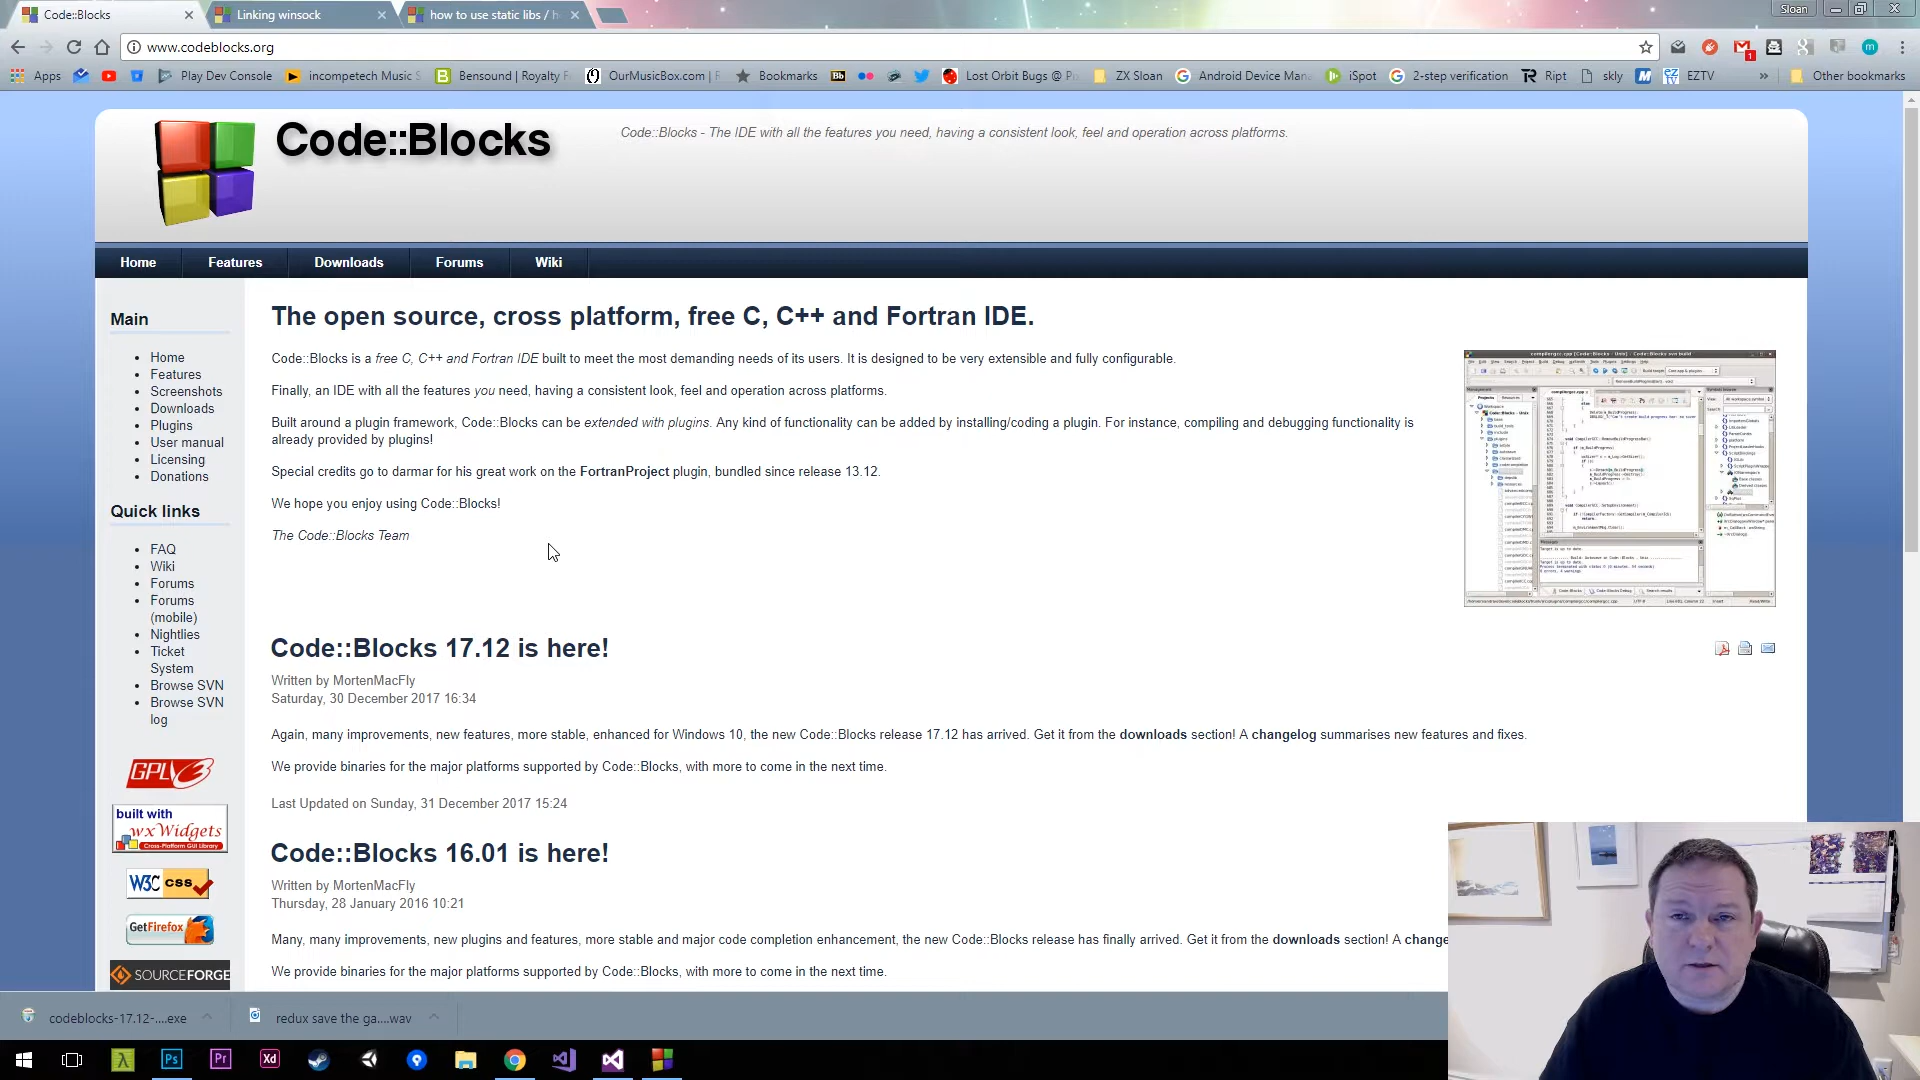 Code::Blocks
Linking winsock
how to use static libs / h
Sloan
www.codeblocks.org
Apps
Play Dev Console
incompetech Music
Bensound | Royalty F
OurMusicBox.com | F
Bookmarks
Lost Orbit Bugs @ P
ZX Sloan
Android Device Man
iSpot
2-step verification
Ript
skly
EZTV
Other bookmarks
Code::Blocks
Code::Blocks - The IDE with all the features you need, having a consistent look, feel and operation across platforms.
Home
Features
Downloads
Forums
Wiki
Main
Home
Features
Screenshots
Downloads
Plugins
User manual
Licensing
Donations
Quick links
FAQ
Wiki
Forums
Forums
(mobile)
Nightlies
Ticket
System
Browse SVN
Browse SVN
log
GPLv3
built with
wxWidgets
Cross-Platform GUI Library
W3C css
GetFirefox
SOURCEFORGE
The open source, cross platform, free C, C++ and Fortran IDE.
Code::Blocks is a free C, C++ and Fortran IDE built to meet the most demanding needs of its users. It is designed to be very extensible and fully configurable.
Finally, an IDE with all the features you need, having a consistent look, feel and operation across platforms.
Built around a plugin framework, Code::Blocks can be extended with plugins. Any kind of functionality can be added by installing/coding a plugin. For instance, compiling and debugging functionality is
already provided by plugins!
Special credits go to darmar for his great work on the FortranProject plugin, bundled since release 13.12.
We hope you enjoy using Code::Blocks!
The Code::Blocks Team
Code::Blocks 17.12 is here!
Written by MortenMacFly
Saturday, 30 December 2017 16:34
Again, many improvements, new features, more stable, enhanced for Windows 10, the new Code::Blocks release 17.12 has arrived. Get it from the downloads section! A changelog summarises new features and fixes.
We provide binaries for the major platforms supported by Code::Blocks, with more to come in the next time.
Last Updated on Sunday, 31 December 2017 15:24
Code::Blocks 16.01 is here!
Written by MortenMacFly
Thursday, 28 January 2016 10:21
Many, many improvements, new plugins and features, more stable and major code completion enhancement, the new Code::Blocks release has finally arrived. Get it from the downloads section! A change
We provide binaries for the major platforms supported by Code::Blocks, with more to come in the next time.
codeblocks-17.12-....exe
redux save the ga....wav
Ps
Pr
Xd